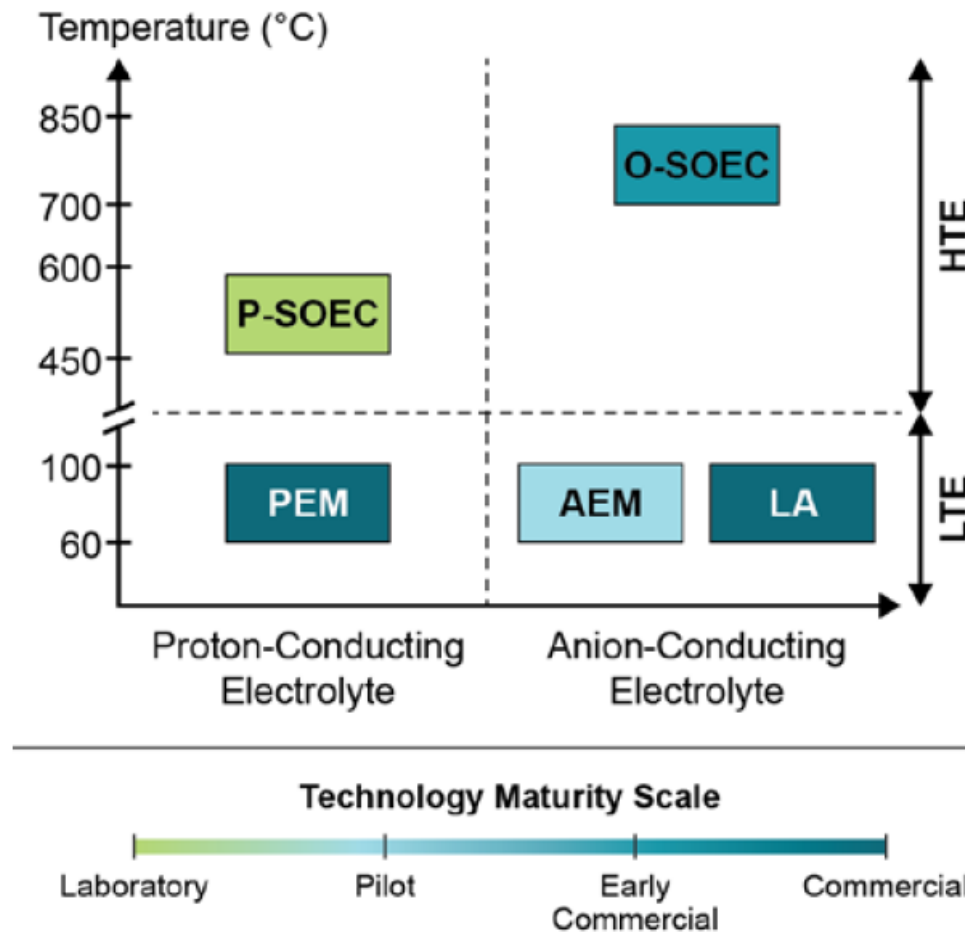 Temperature (°C)
850
700
600
450
100
60
O-SOEC
P-SOEC
PEM
AEM
LA
HTE
LTE
Proton-Conducting
Electrolyte
Anion-Conducting
Electrolyte
Technology Maturity Scale
Laboratory
Pilot
Early
Commercial
Commercial